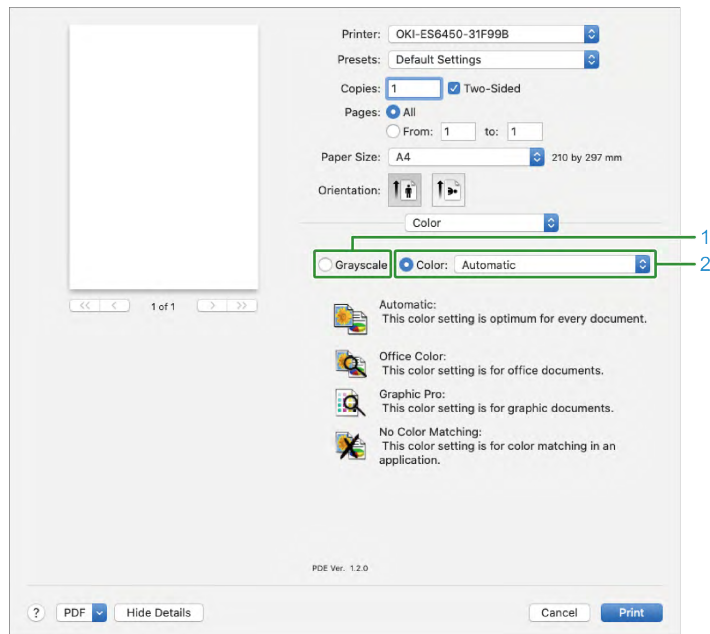 Printer: OKI-ES6450-31F99B
Presets: Default Settings
Copies: 1 Two-Sided
Pages: All
From: 1 to: 1
Paper Size: A4 210 by 297 mm
Orientation:
Color
1
Grayscale Color: Automatic 2
<< < 1 of 1 > >>
Automatic:
This color setting is optimum for every document.
Office Color:
This color setting is for office documents.
Graphic Pro:
This color setting is for graphic documents.
No Color Matching:
This color setting is for color matching in an
application.
PDE Ver. 1.2.0
? PDF Hide Details Cancel Print